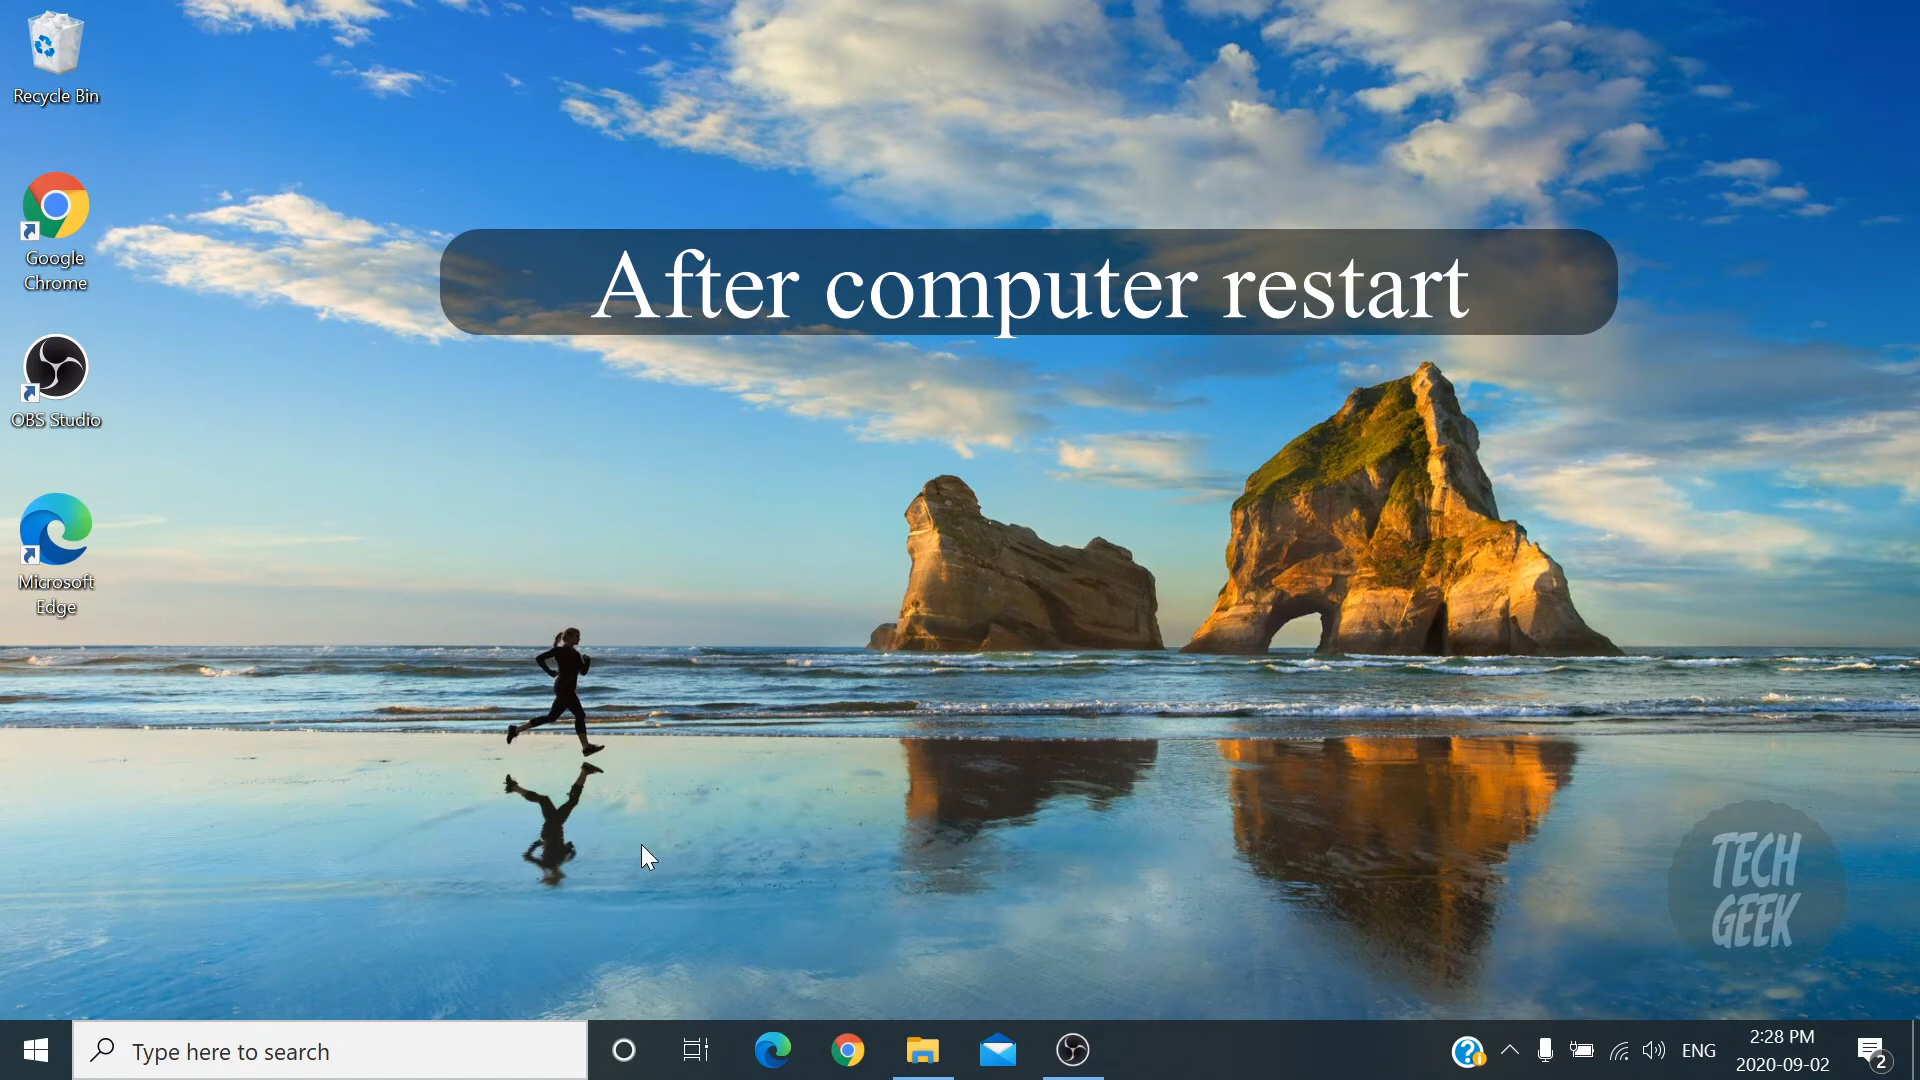 Recycle Bin
Google
Chrome
OBS Studio
Microsoft
Edge
After computer restart
TECH
GEEK
Type here to search
ENG
2:28 PM
2020-09-02
2